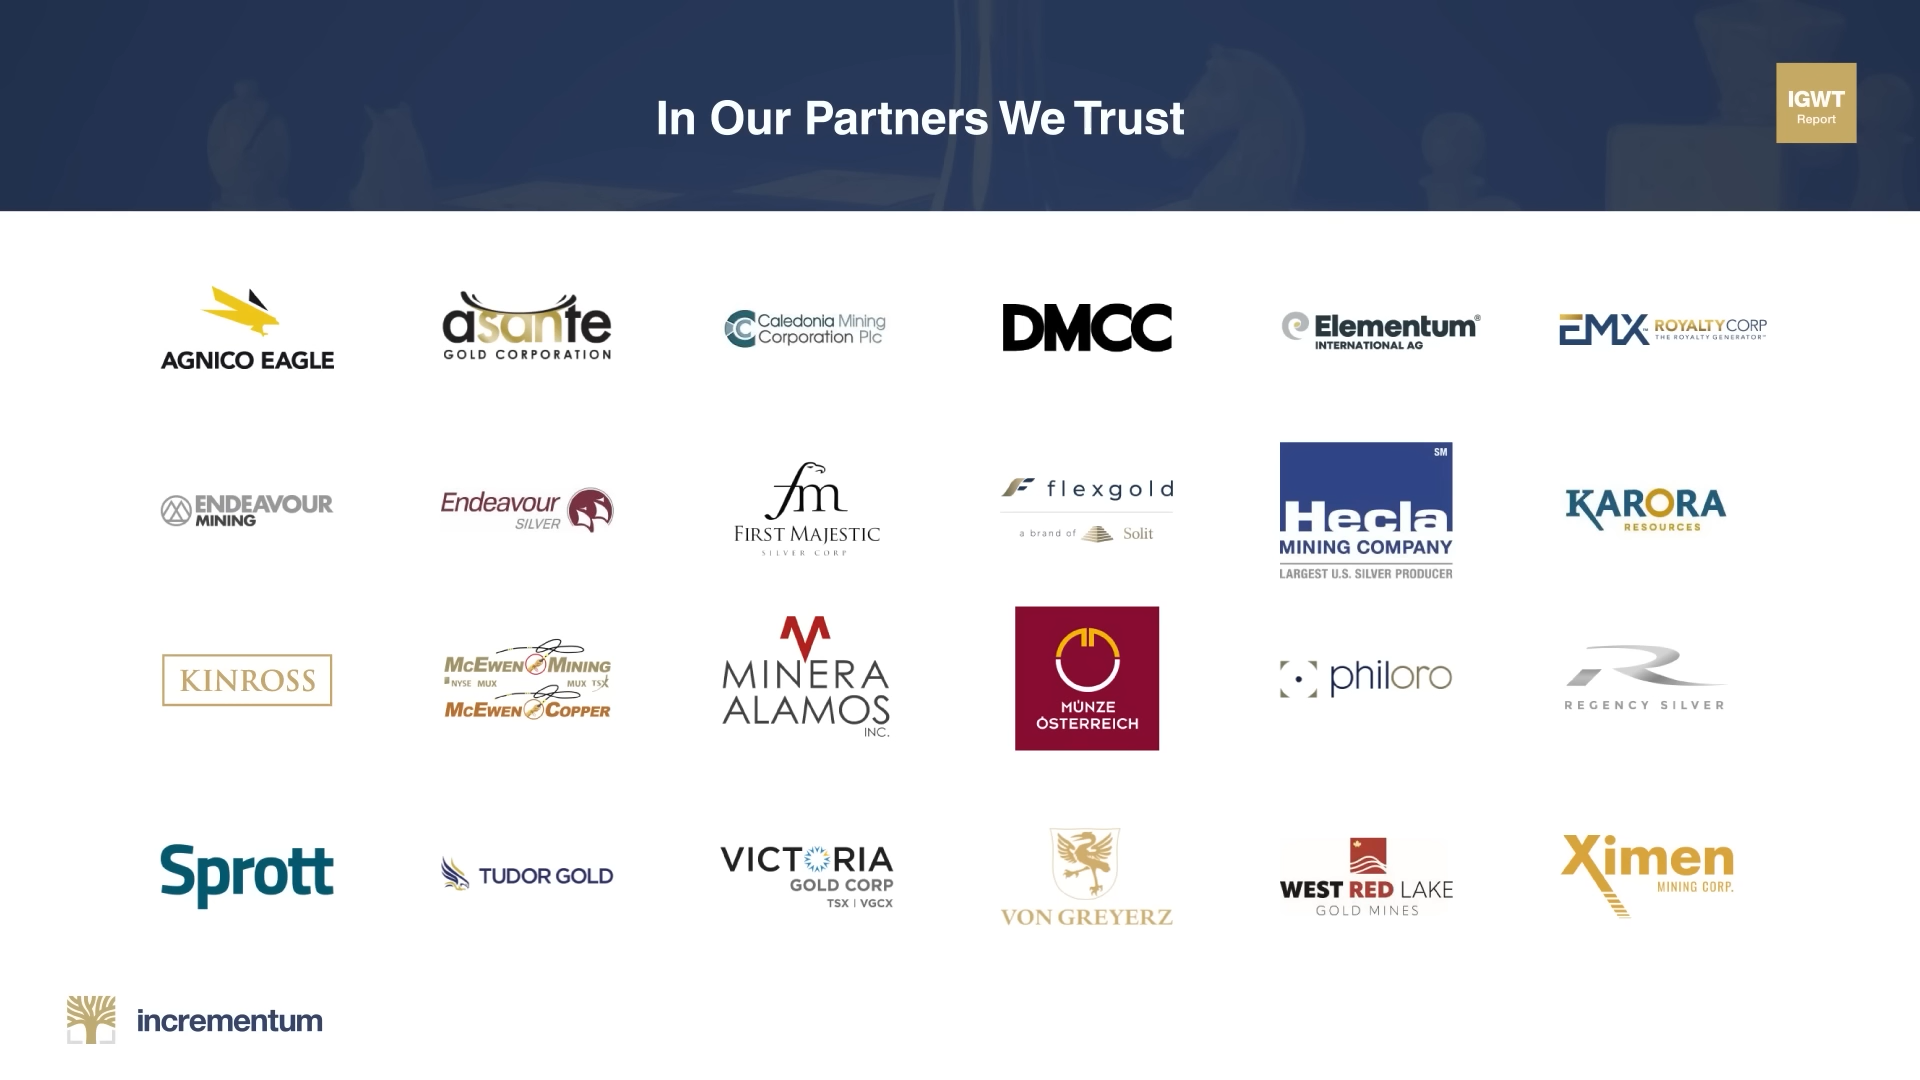 In Our Partners We Trust
IGWT
Report
AGNICO EAGLE
asante
GOLD CORPORATION
Caledonia Mining
Corporation Plc
DMCC
Elementum®
INTERNATIONAL AG
EMX™ ROYALTYCORP
THE ROYALTY GENERATOR™
ENDEAVOUR
MINING
Endeavour
SILVER
fm
FIRST MAJESTIC
SILVER CORP
flexgold
a brand of Solit
SM
Hecla
MINING COMPANY
LARGEST U.S. SILVER PRODUCER
KARORA
RESOURCES
KINROSS
MCEWEN MINING
NYSE MUX MUX TSX
MCEWEN COPPER
MINERA
ALAMOS
INC.
MÜNZE
ÖSTERREICH
philoro
R
REGENCY SILVER
Sprott
TUDOR GOLD
VICTORIA
GOLD CORP
TSX | VGCX
VON GREYERZ
WEST RED LAKE
GOLD MINES
Ximen
MINING CORP.
incrementum